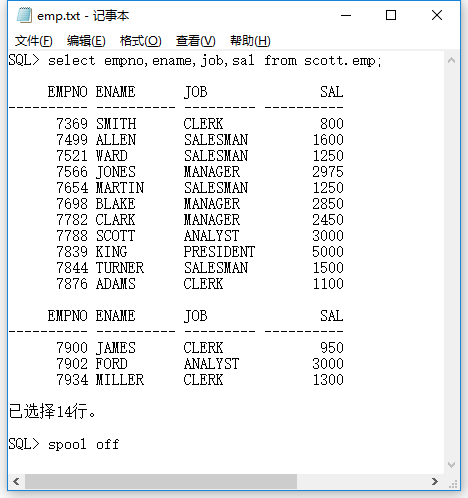 emp.txt - 记事本
文件(F) 编辑(E) 格式(O) 查看(V) 帮助(H)
SQL> select empno,ename,job,sal from scott.emp;
EMPNO ENAME JOB SAL
---------- ---------- --------- ----------
7369 SMITH CLERK 800
7499 ALLEN SALESMAN 1600
7521 WARD SALESMAN 1250
7566 JONES MANAGER 2975
7654 MARTIN SALESMAN 1250
7698 BLAKE MANAGER 2850
7782 CLARK MANAGER 2450
7788 SCOTT ANALYST 3000
7839 KING PRESIDENT 5000
7844 TURNER SALESMAN 1500
7876 ADAMS CLERK 1100
EMPNO ENAME JOB SAL
---------- ---------- --------- ----------
7900 JAMES CLERK 950
7902 FORD ANALYST 3000
7934 MILLER CLERK 1300
已选择14行。
SQL> spool off